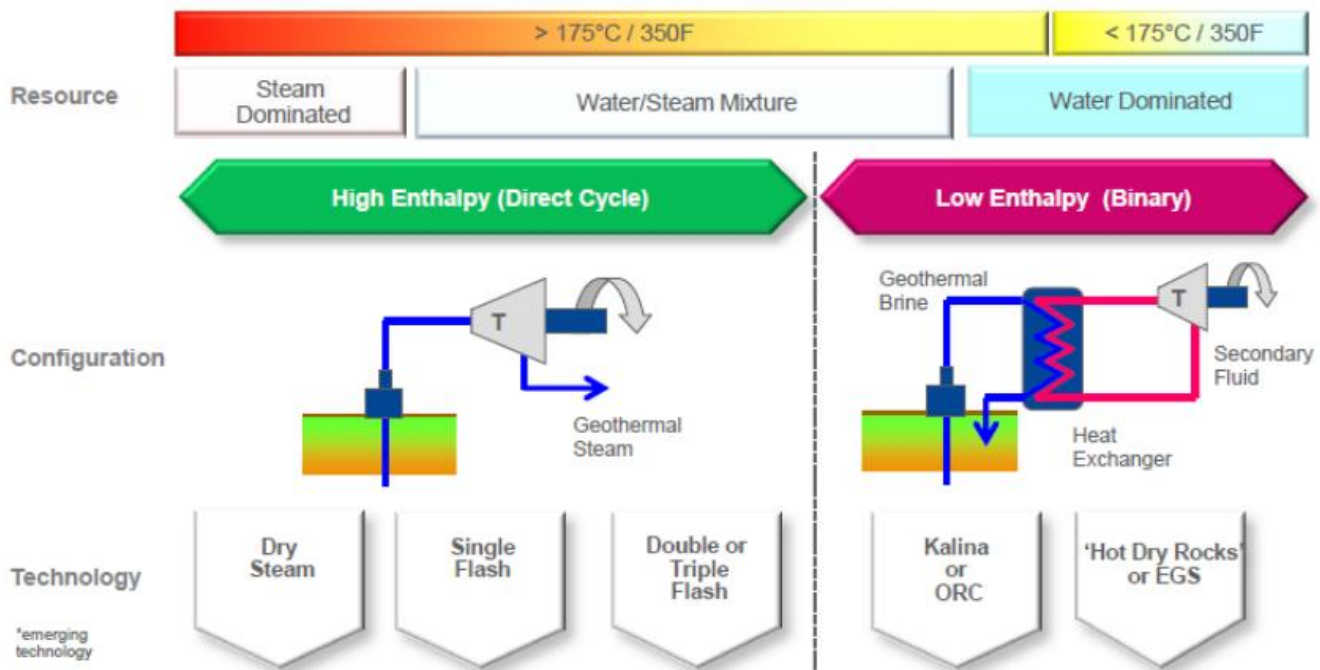 > 175°C / 350F
< 175°C / 350F
Resource
Steam
Dominated
Water/Steam Mixture
Water Dominated
High Enthalpy (Direct Cycle)
Low Enthalpy (Binary)
Configuration
T
Geothermal
Steam
Geothermal
Brine
T
Secondary
Fluid
Heat
Exchanger
Technology
*emerging
technology
Dry
Steam
Single
Flash
Double or
Triple
Flash
Kalina
or
ORC
‘Hot Dry Rocks’
or EGS